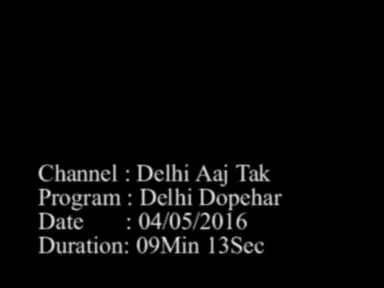 Channel : Delhi Aaj Tak
Program : Delhi Dopehar
Date : 04/05/2016
Duration: 09Min 13Sec